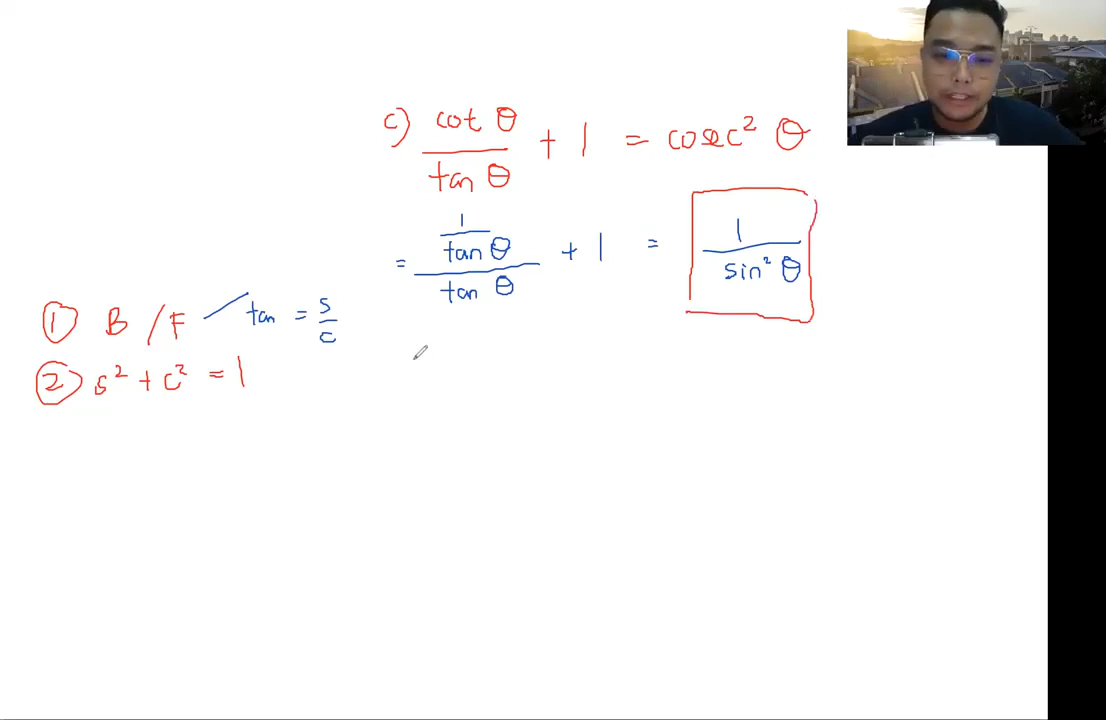 c) cot θ / tan θ + 1 = cosec² θ
= (1 / tan θ) / tan θ + 1 = 1 / sin² θ
① B / F tan = s / c
② s² + c² = 1